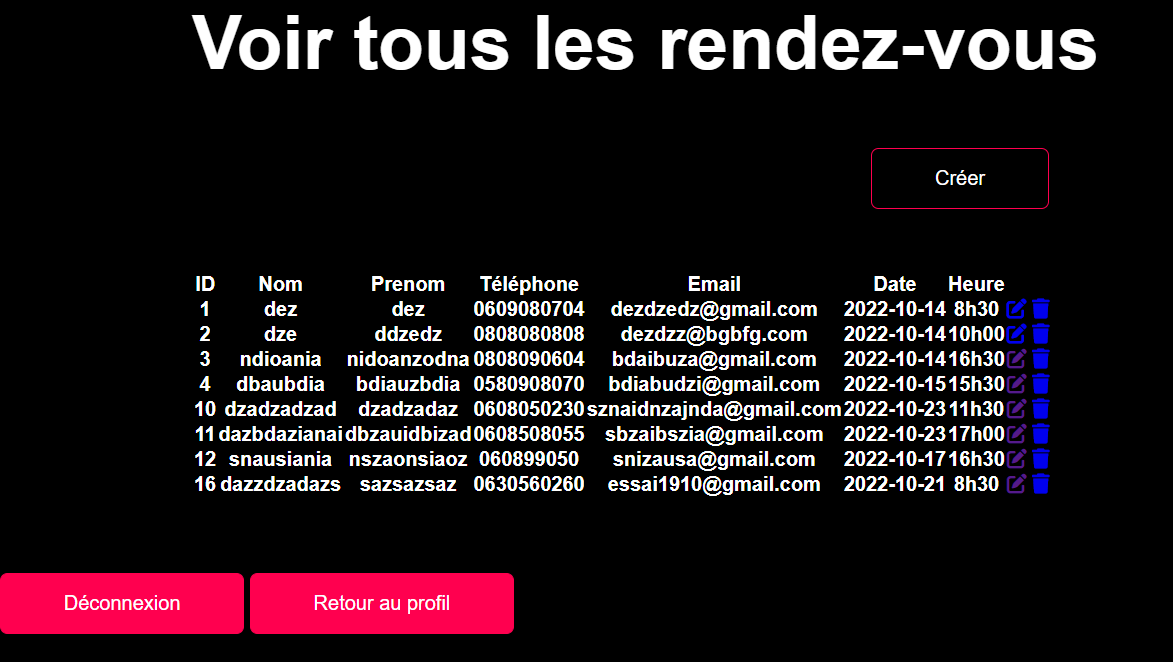 Voir tous les rendez-vous
Créer
ID Nom Prenom Téléphone Email Date Heure
1 dez dez 0609080704 dezdzedz@gmail.com 2022-10-14 8h30
2 dze ddzedz 0808080808 dezdzz@bgbfg.com 2022-10-14 10h00
3 ndioania nidoanzodna 0808090604 bdaibuza@gmail.com 2022-10-14 16h30
4 dbaubdia bdiauzbdia 0580908070 bdiabudzi@gmail.com 2022-10-15 15h30
10 dzadzadzad dzadzadaz 0608050230 sznaidnzajnda@gmail.com 2022-10-23 11h30
11 dazbdazianai dbzauidbizad 0608508055 sbzaibszia@gmail.com 2022-10-23 17h00
12 snausiania nszaonsiaoz 060899050 snizausa@gmail.com 2022-10-17 16h30
16 dazzdzadazs sazsazsaz 0630560260 essai1910@gmail.com 2022-10-21 8h30
Déconnexion Retour au profil